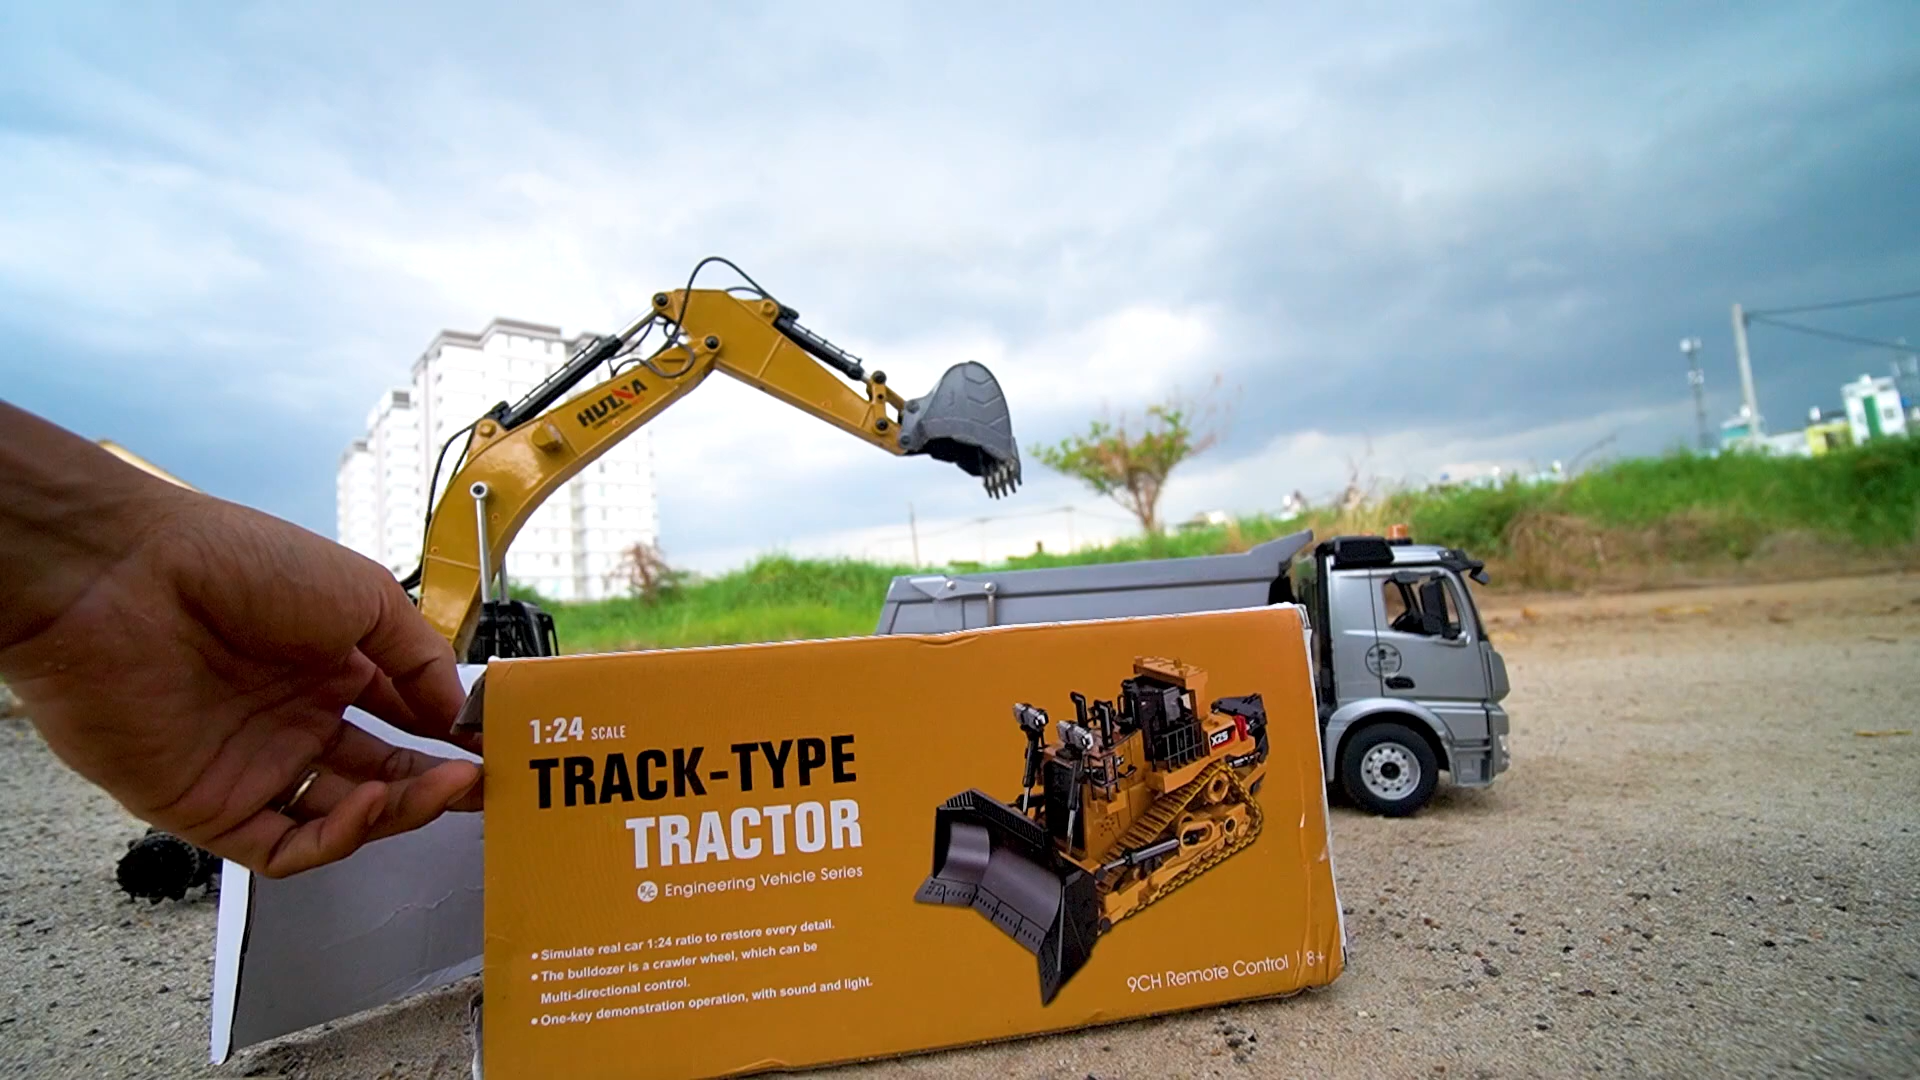 HUINA
1:24 SCALE
TRACK-TYPE
TRACTOR
R/C Engineering Vehicle Series
• Simulate real car 1:24 ratio to restore every detail.
• The bulldozer is a crawler wheel, which can be
Multi-directional control.
• One-key demonstration operation, with sound and light.
XZS
9CH Remote Control | 8+